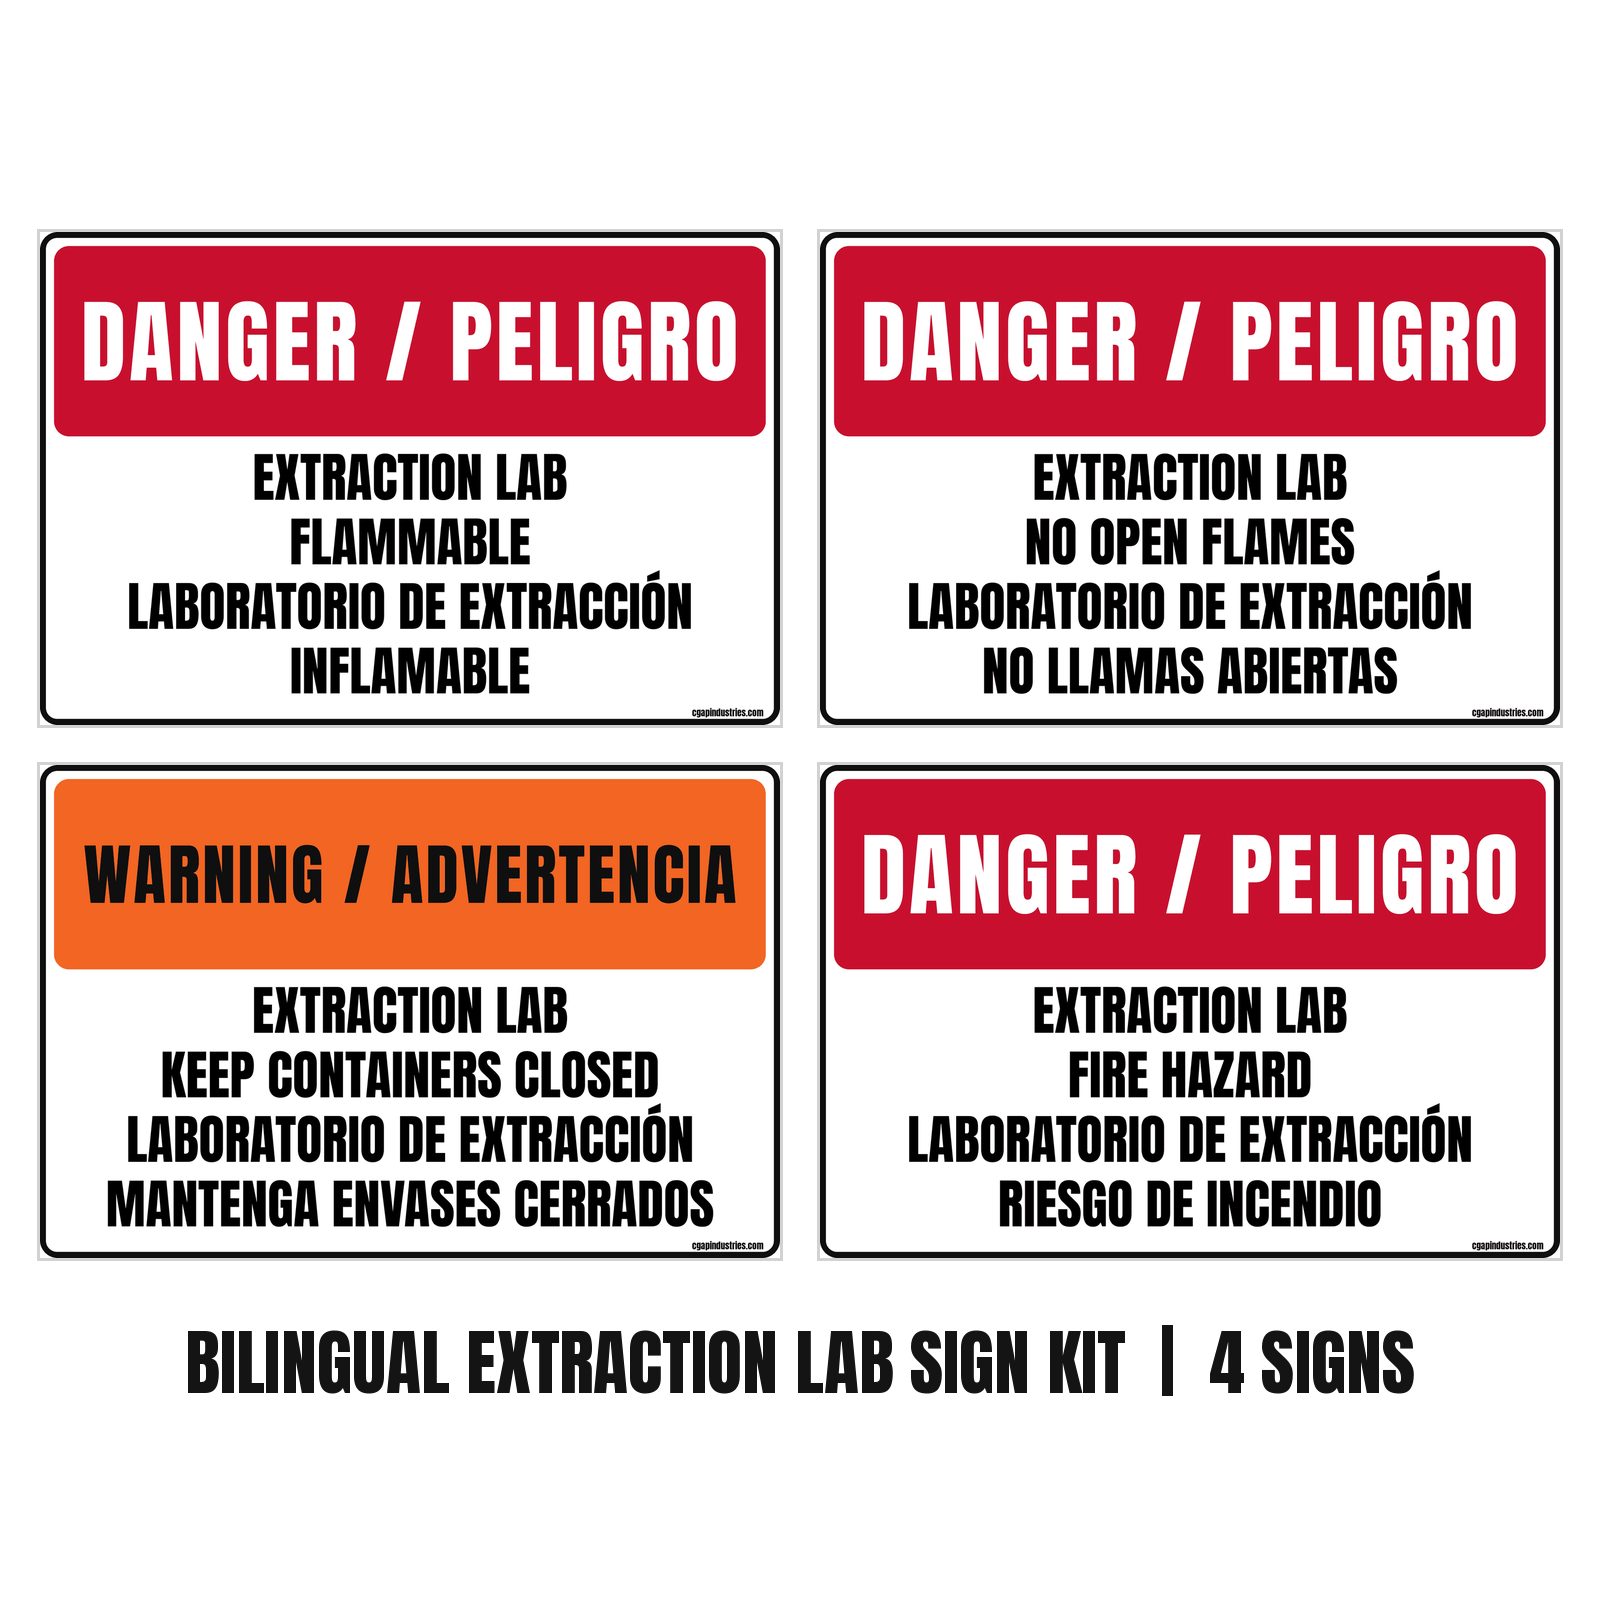 DANGER / PELIGRO
EXTRACTION LAB
FLAMMABLE
LABORATORIO DE EXTRACCIÓN
INFLAMABLE
cgapindustries.com
DANGER / PELIGRO
EXTRACTION LAB
NO OPEN FLAMES
LABORATORIO DE EXTRACCIÓN
NO LLAMAS ABIERTAS
cgapindustries.com
WARNING / ADVERTENCIA
EXTRACTION LAB
KEEP CONTAINERS CLOSED
LABORATORIO DE EXTRACCIÓN
MANTENGA ENVASES CERRADOS
cgapindustries.com
DANGER / PELIGRO
EXTRACTION LAB
FIRE HAZARD
LABORATORIO DE EXTRACCIÓN
RIESGO DE INCENDIO
cgapindustries.com
BILINGUAL EXTRACTION LAB SIGN KIT | 4 SIGNS